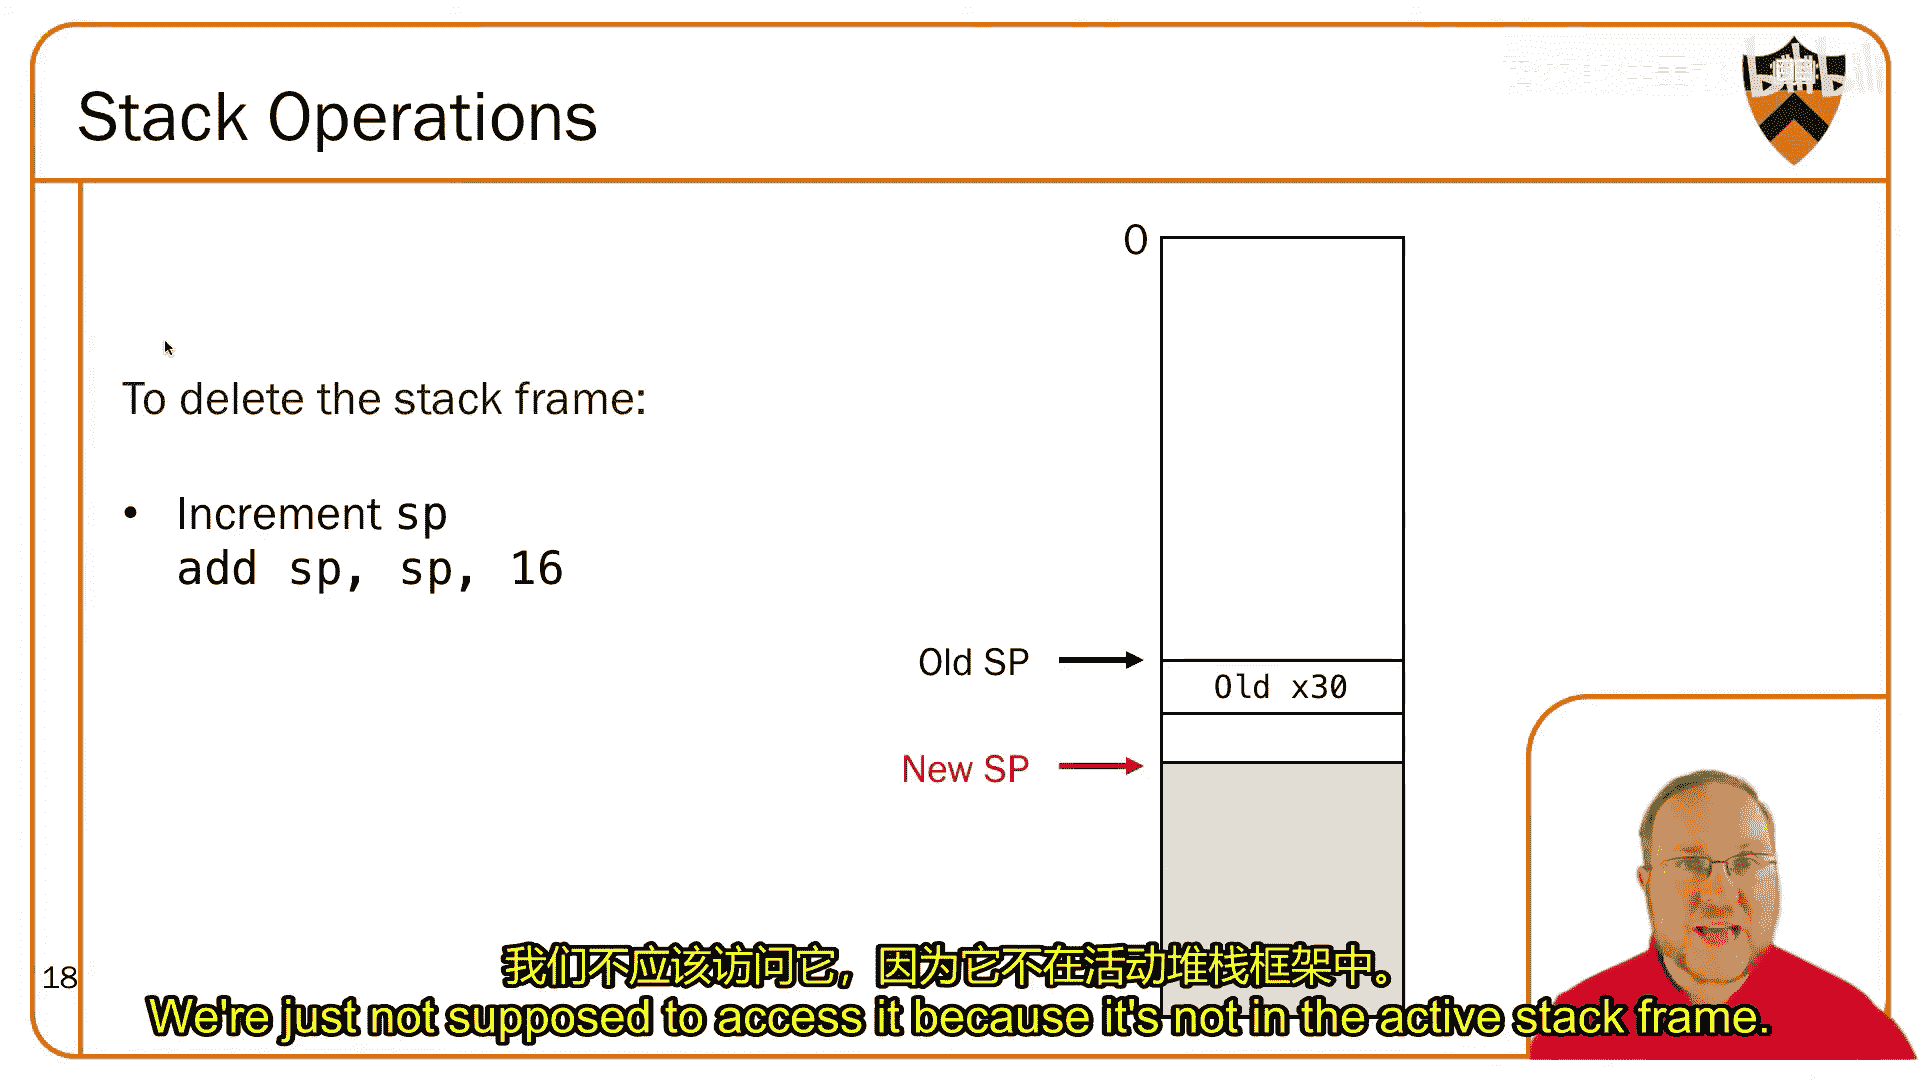 Stack Operations
0
To delete the stack frame:
• Increment sp
add sp, sp, 16
Old SP
Old x30
New SP
18
我们不应该访问它，因为它不在活动堆栈框架中。
We're just not supposed to access it because it's not in the active stack frame.